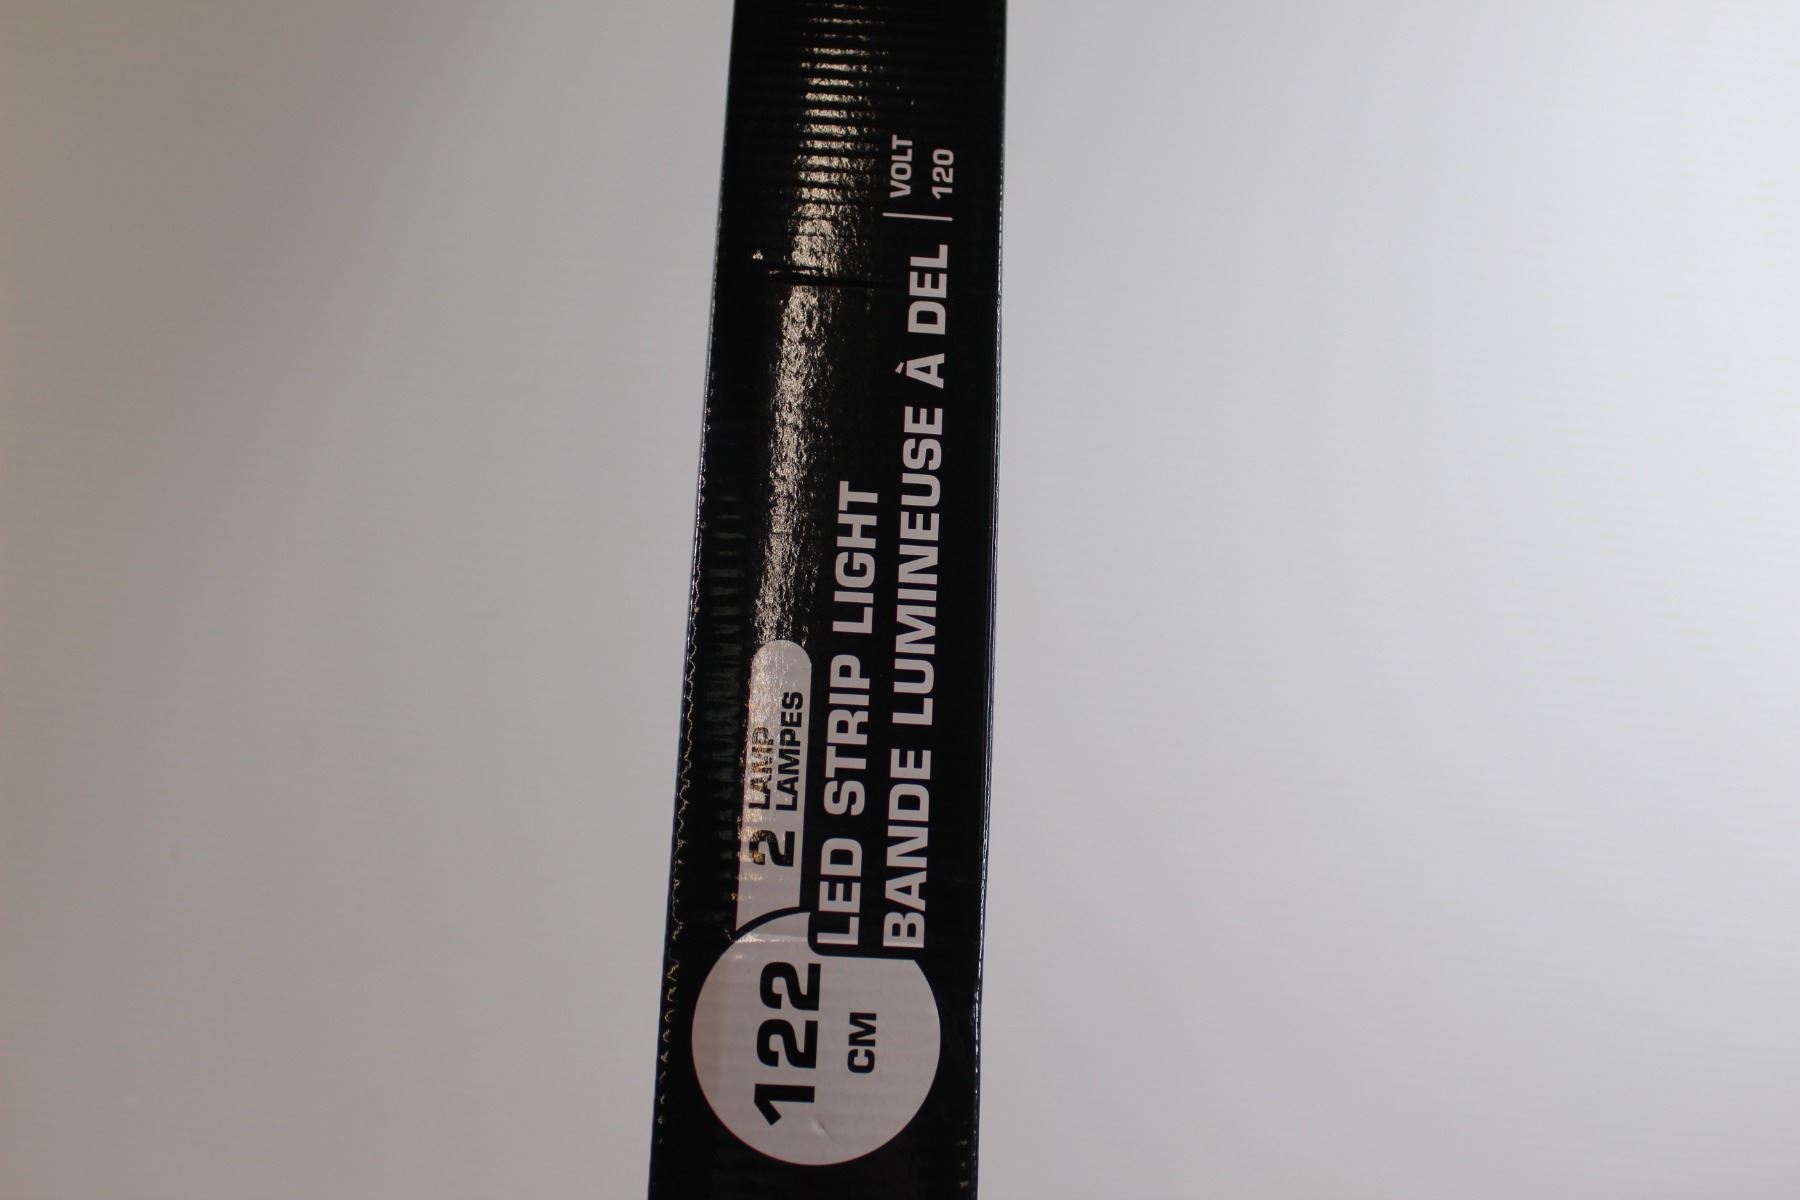 122
CM
2 LAMP
2 LAMPES
LED STRIP LIGHT
BANDE LUMINEUSE À DEL
VOLT
120